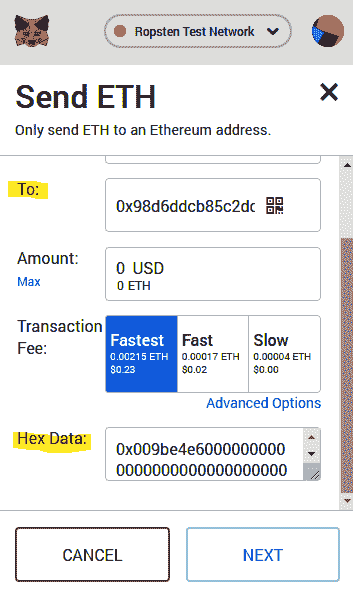 Ropsten Test Network
Send ETH
Only send ETH to an Ethereum address.
To:
0x98d6ddcb85c2dc
Amount:
0 USD
Max
0 ETH
Transaction Fee:
Fastest
0.00215 ETH
$0.23
Fast
0.00017 ETH
$0.02
Slow
0.00004 ETH
$0.00
Advanced Options
Hex Data:
0x009be4e6000000000
0000000000000000000
CANCEL
NEXT